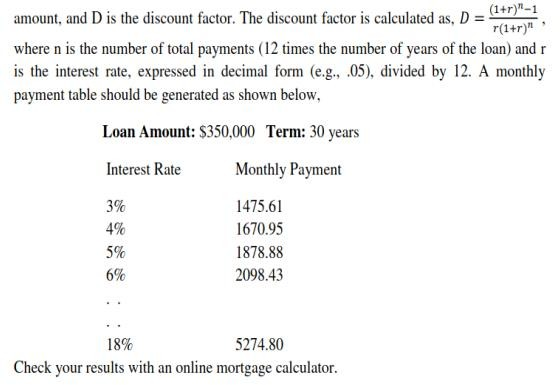 amount, and D is the discount factor. The discount factor is calculated as, D = \frac{(1+r)^n-1}{r(1+r)^n} ,
where n is the number of total payments (12 times the number of years of the loan) and r
is the interest rate, expressed in decimal form (e.g., .05), divided by 12. A monthly
payment table should be generated as shown below,
Loan Amount: $350,000 Term: 30 years
Interest Rate Monthly Payment
3% 1475.61
4% 1670.95
5% 1878.88
6% 2098.43
. .
. .
18% 5274.80
Check your results with an online mortgage calculator.